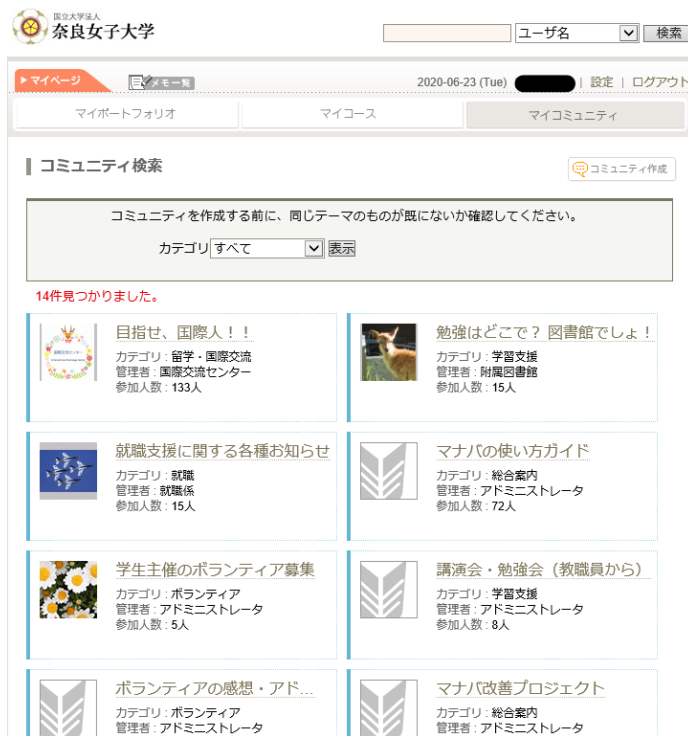 国立大学法人
奈良女子大学
ユーザ名
検索
マイページ
メモ一覧
2020-06-23 (Tue) | 設定 | ログアウト
マイポートフォリオ
マイコース
マイコミュニティ
コミュニティ検索
コミュニティ作成
コミュニティを作成する前に、同じテーマのものが既にないか確認してください。
カテゴリ すべて 表示
14件見つかりました。
目指せ、国際人！！
カテゴリ : 留学・国際交流
管理者 : 国際交流センター
参加人数 : 133人
勉強はどこで？ 図書館でしょ！
カテゴリ : 学習支援
管理者 : 附属図書館
参加人数 : 15人
就職支援に関する各種お知らせ
カテゴリ : 就職
管理者 : 就職係
参加人数 : 15人
マナバの使い方ガイド
カテゴリ : 総合案内
管理者 : アドミニストレータ
参加人数 : 72人
学生主催のボランティア募集
カテゴリ : ボランティア
管理者 : アドミニストレータ
参加人数 : 5人
講演会・勉強会（教職員から）
カテゴリ : 学習支援
管理者 : アドミニストレータ
参加人数 : 8人
ボランティアの感想・アド...
カテゴリ : ボランティア
管理者 : アドミニストレータ
マナバ改善プロジェクト
カテゴリ : 総合案内
管理者 : アドミニストレータ